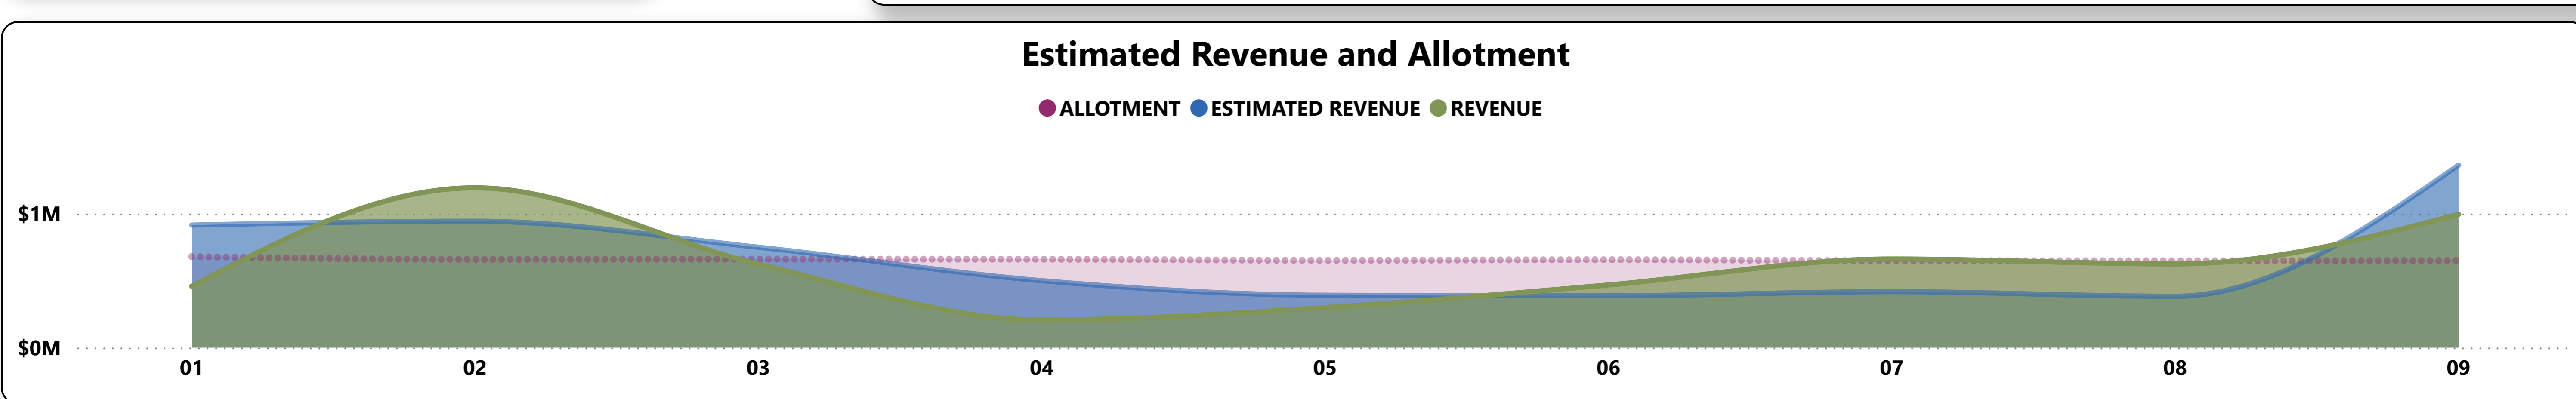 Estimated Revenue and Allotment
ALLOTMENT ESTIMATED REVENUE REVENUE
$1M
$0M
01 02 03 04 05 06 07 08 09